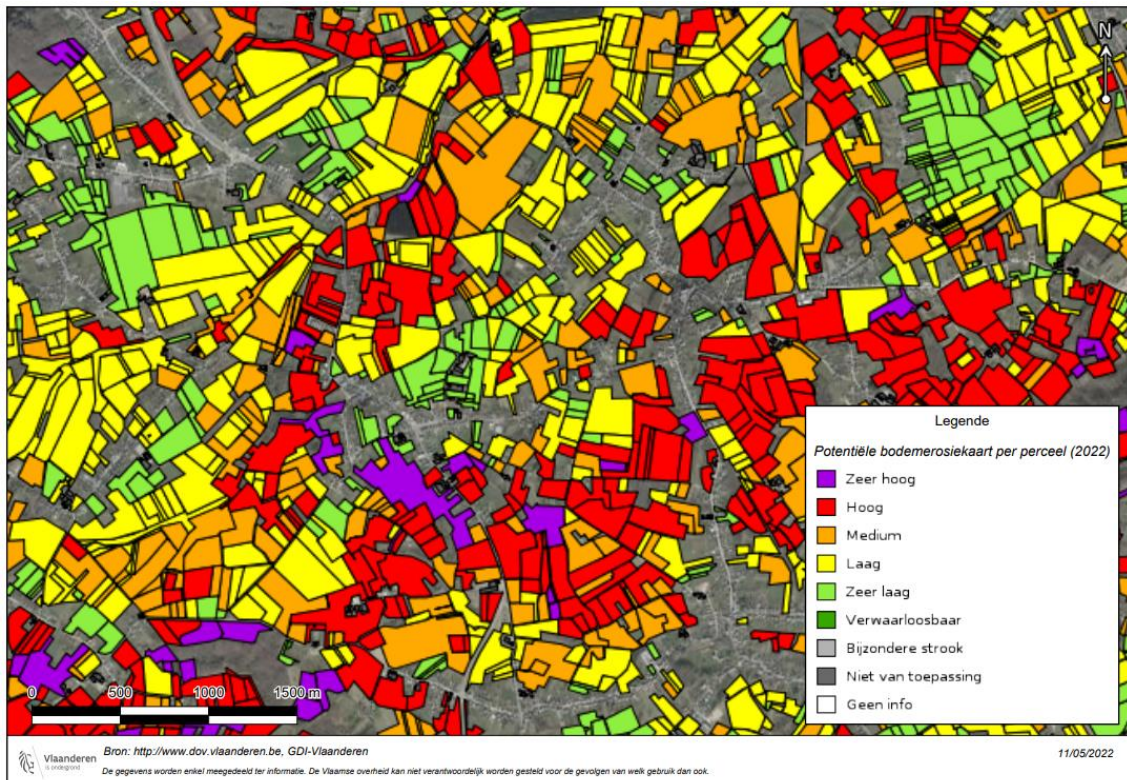 N
Legende
Potentiële bodemerosiekaart per perceel (2022)
Zeer hoog
Hoog
Medium
Laag
Zeer laag
Verwaarloosbaar
Bijzondere strook
Niet van toepassing
Geen info
0 500 1000 1500 m
Vlaanderen
is ondergrond
Bron: http://www.dov.vlaanderen.be, GDI-Vlaanderen
11/05/2022
De gegevens worden enkel meegedeeld ter informatie. De Vlaamse overheid kan niet verantwoordelijk worden gesteld voor de gevolgen van welk gebruik dan ook.